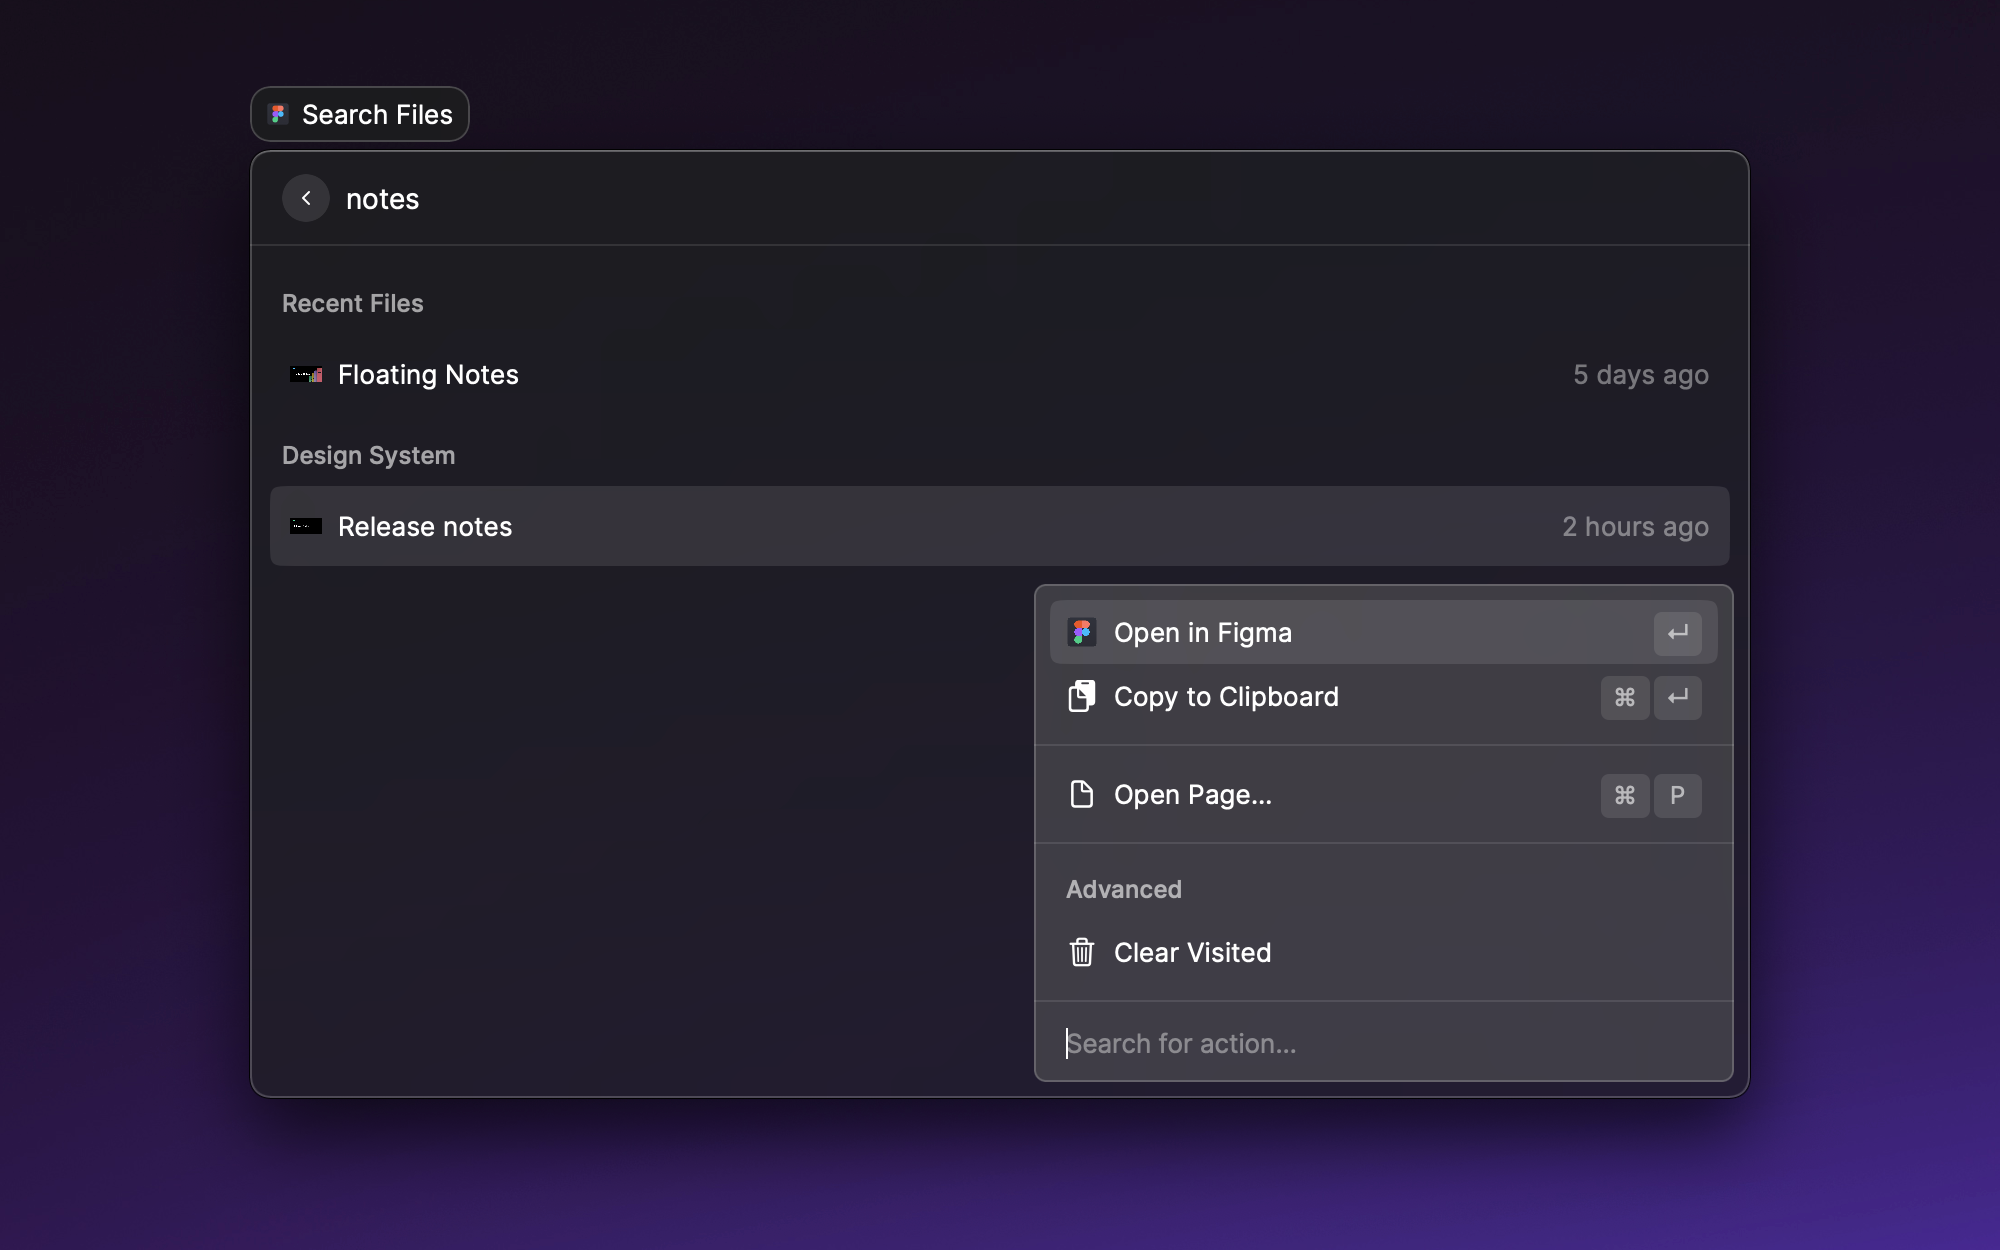 Search Files
notes
Recent Files
Floating Notes 5 days ago
Design System
Release notes 2 hours ago
Open in Figma ↵
Copy to Clipboard ⌘ ↵
Open Page... ⌘ P
Advanced
Clear Visited
Search for action...